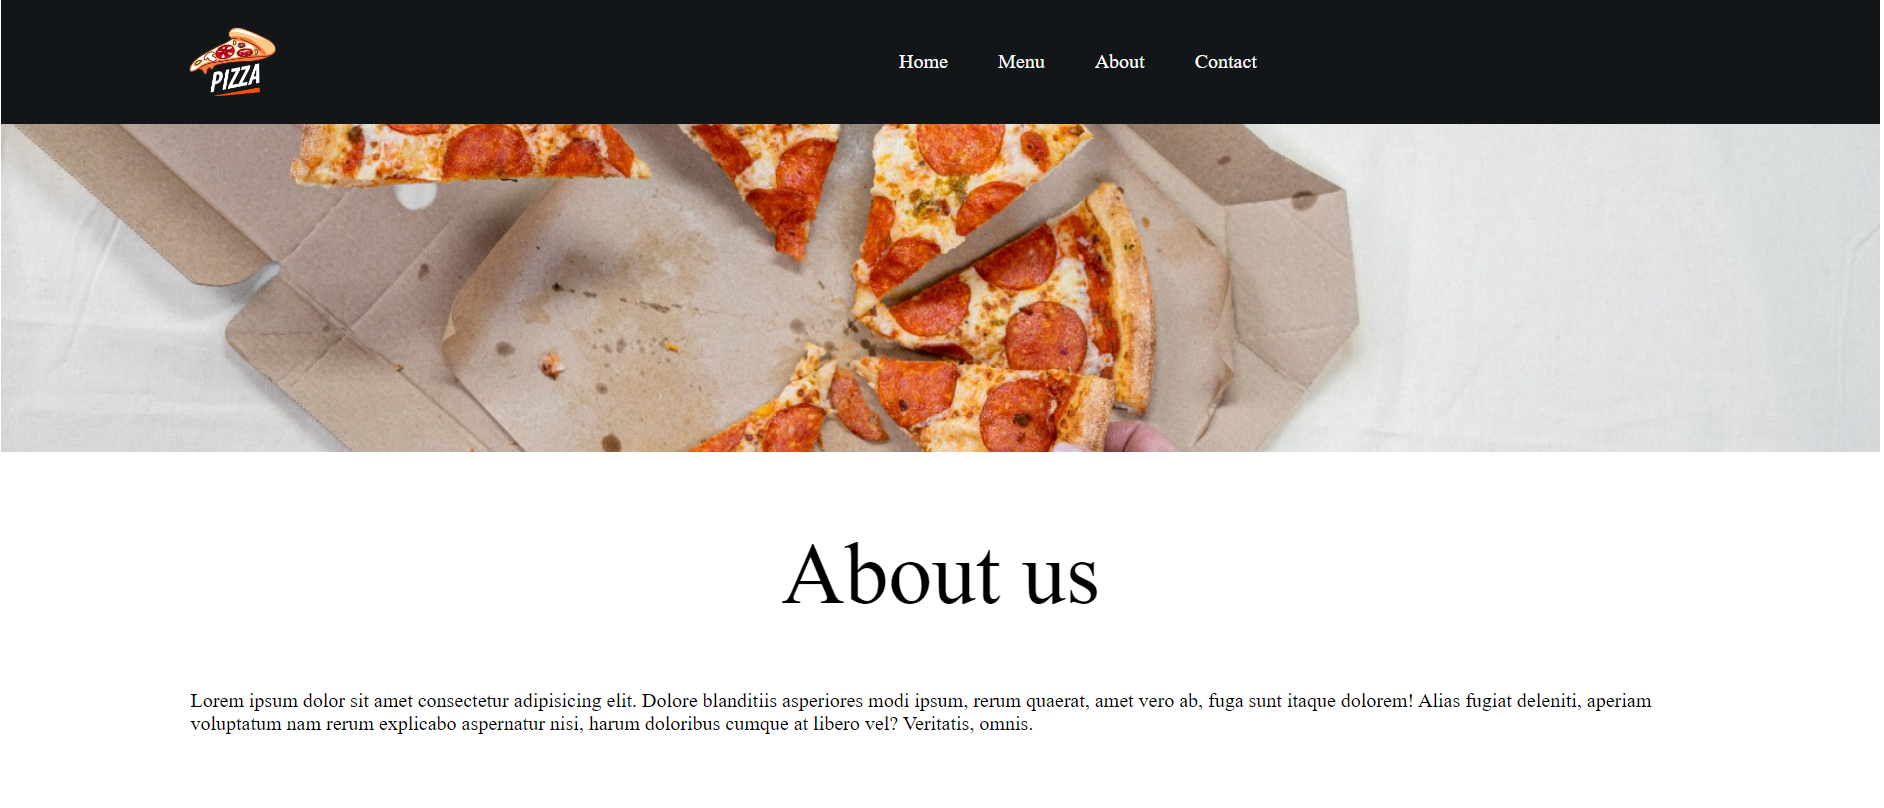 PIZZA
Home Menu About Contact
About us
Lorem ipsum dolor sit amet consectetur adipisicing elit. Dolore blanditiis asperiores modi ipsum, rerum quaerat, amet vero ab, fuga sunt itaque dolorem! Alias fugiat deleniti, aperiam
voluptatum nam rerum explicabo aspernatur nisi, harum doloribus cumque at libero vel? Veritatis, omnis.